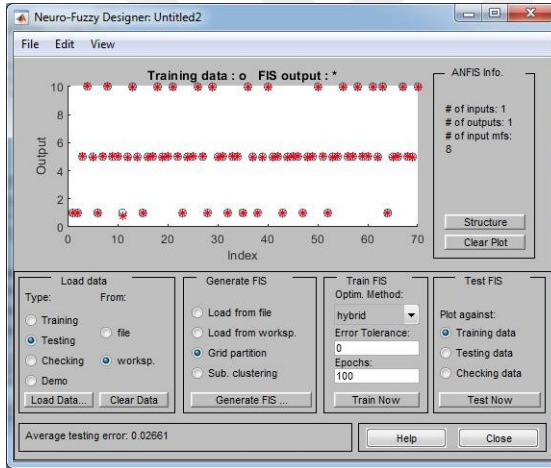 Neuro-Fuzzy Designer: Untitled2
File Edit View
Training data : o FIS output : *
10
8
6
4
2
0
Output
0 10 20 30 40 50 60 70
Index
ANFIS Info.
# of inputs: 1
# of outputs: 1
# of input mfs:
8
Structure
Clear Plot
Load data
Type: From:
Training
Testing
Checking
Demo
file
worksp.
Load Data... Clear Data
Generate FIS
Load from file
Load from worksp.
Grid partition
Sub. clustering
Generate FIS ...
Train FIS
Optim. Method:
hybrid
Error Tolerance:
0
Epochs:
100
Train Now
Test FIS
Plot against:
Training data
Testing data
Checking data
Test Now
Average testing error: 0.02661
Help Close